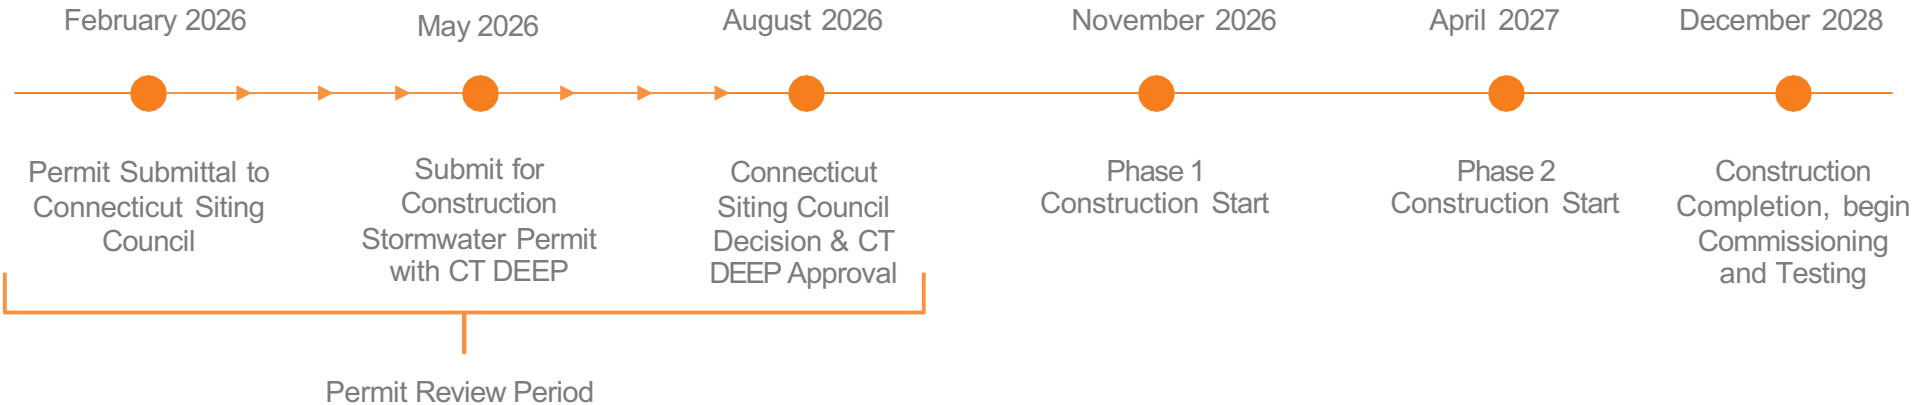 February 2026
May 2026
August 2026
November 2026
April 2027
December 2028
Permit Submittal to
Connecticut Siting
Council
Submit for
Construction
Stormwater Permit
with CT DEEP
Connecticut
Siting Council
Decision & CT
DEEP Approval
Phase 1
Construction Start
Phase 2
Construction Start
Construction
Completion, begin
Commissioning
and Testing
Permit Review Period